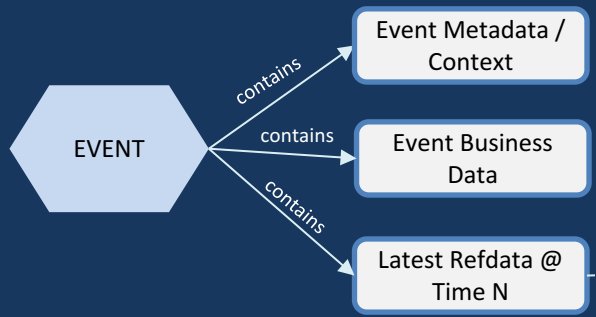 Event Metadata /
Context
contains
EVENT
contains
Event Business
Data
contains
Latest Refdata @
Time N